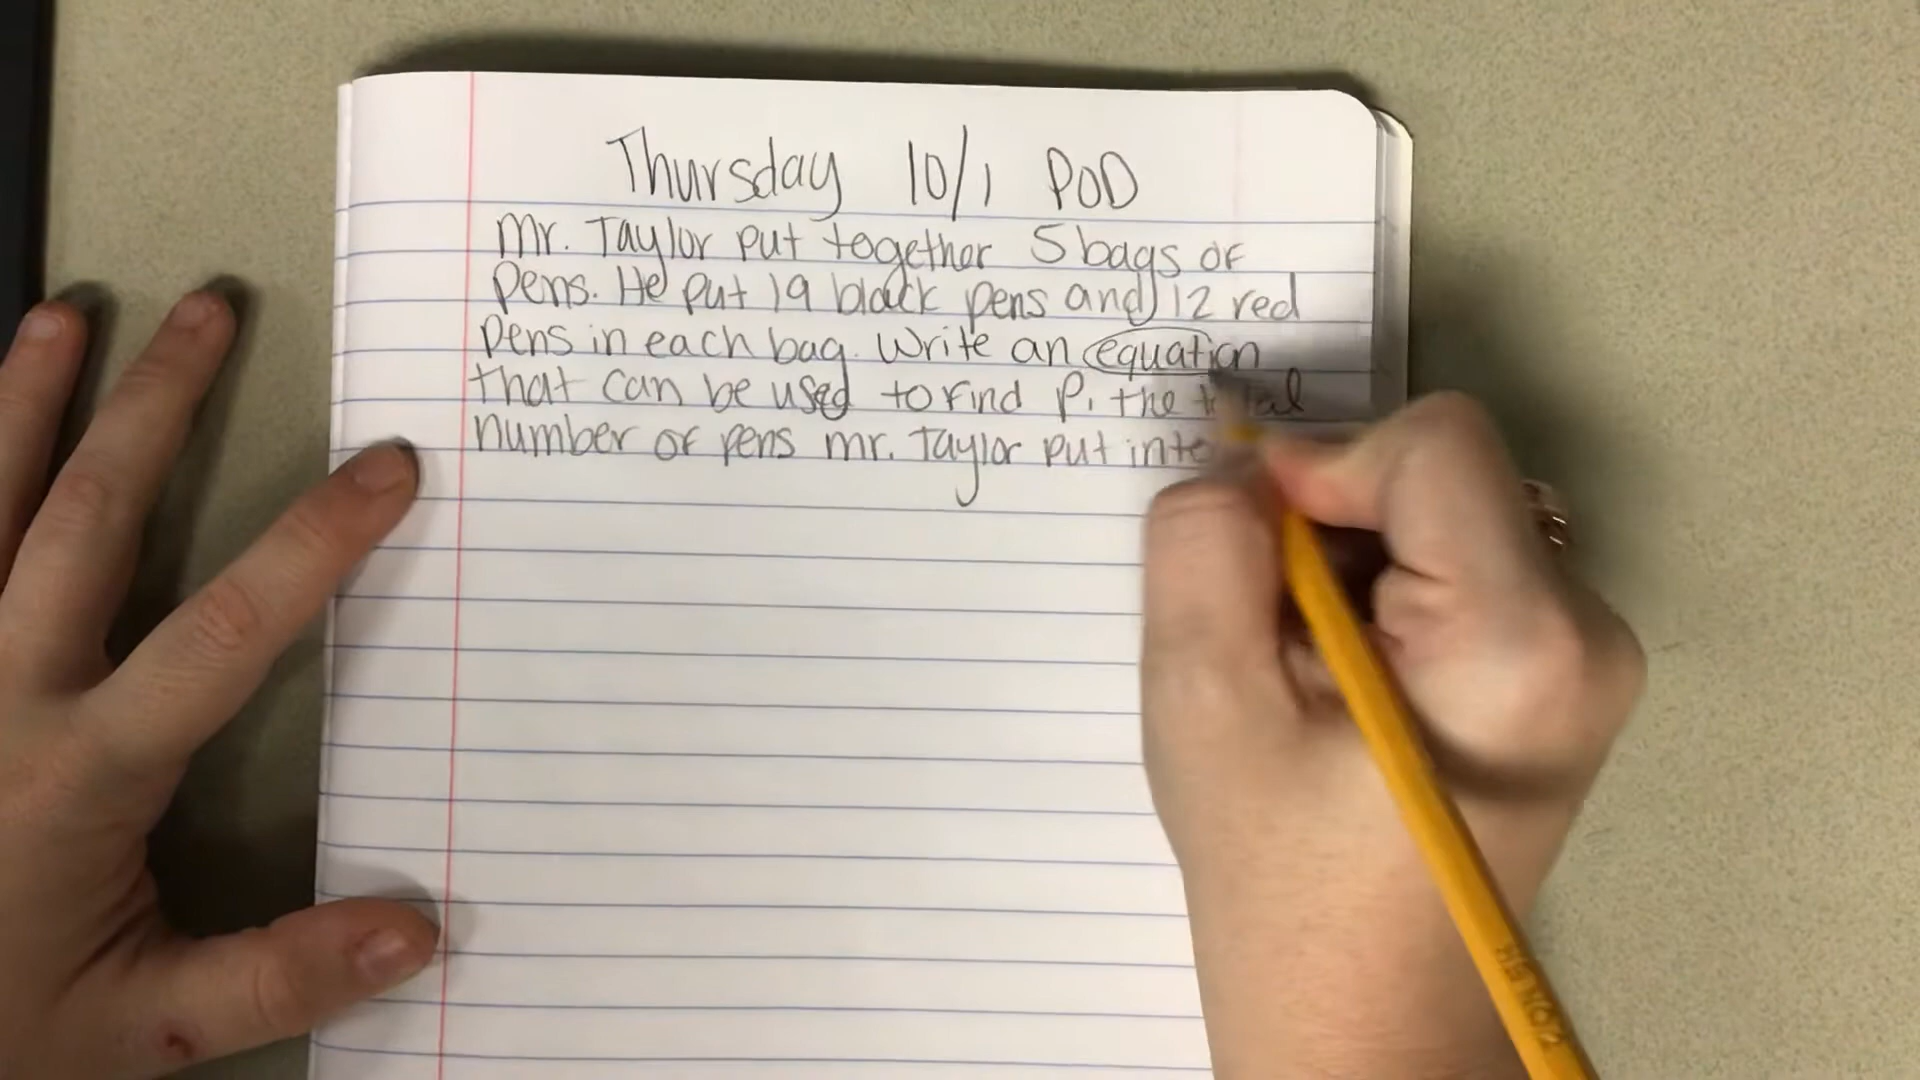 Thursday 10/1 POD
Mr. Taylor put together 5 bags of
pens. He put 19 black pens and 12 red
pens in each bag. Write an equation
that can be used to find P, the total
number of pens mr. Taylor put into